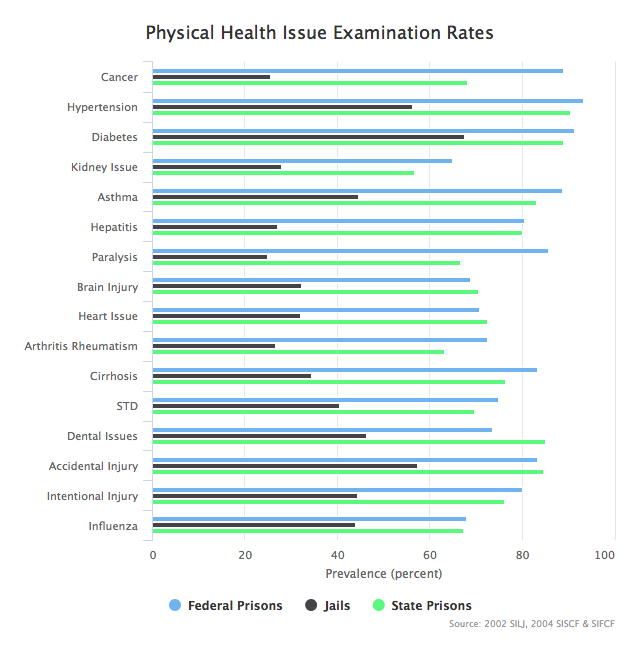 Physical Health Issue Examination Rates
Cancer
Hypertension
Diabetes
Kidney Issue
Asthma
Hepatitis
Paralysis
Brain Injury
Heart Issue
Arthritis Rheumatism
Cirrhosis
STD
Dental Issues
Accidental Injury
Intentional Injury
Influenza
0 20 40 60 80 100
Prevalence (percent)
Federal Prisons Jails State Prisons
Source: 2002 SILJ, 2004 SISCF & SIFCF